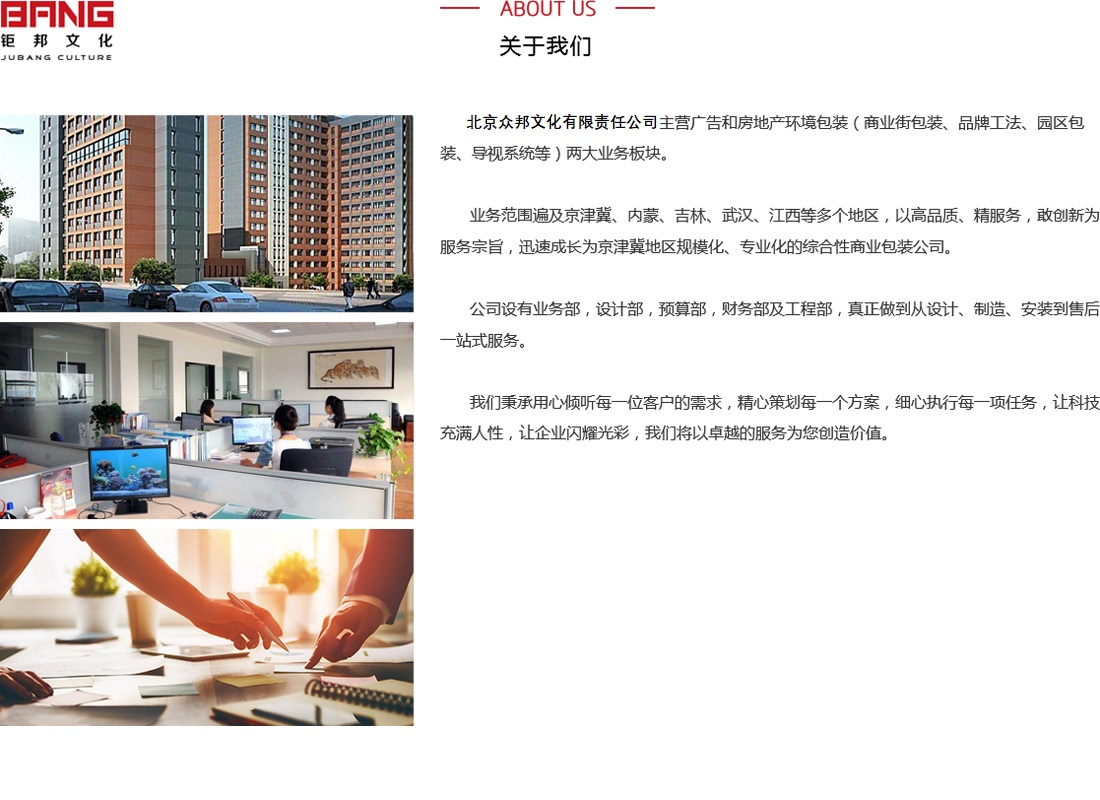 BANG
钜邦文化
JUBANG CULTURE
ABOUT US
关于我们
北京众邦文化有限责任公司主营广告和房地产环境包装（商业街包装、品牌工法、园区包
装、导视系统等）两大业务板块。
业务范围遍及京津冀、内蒙、吉林、武汉、江西等多个地区，以高品质、精服务，敢创新为
服务宗旨，迅速成长为京津冀地区规模化、专业化的综合性商业包装公司。
公司设有业务部，设计部，预算部，财务部及工程部，真正做到从设计、制造、安装到售后
一站式服务。
我们秉承用心倾听每一位客户的需求，精心策划每一个方案，细心执行每一项任务，让科技
充满人性，让企业闪耀光彩，我们将以卓越的服务为您创造价值。